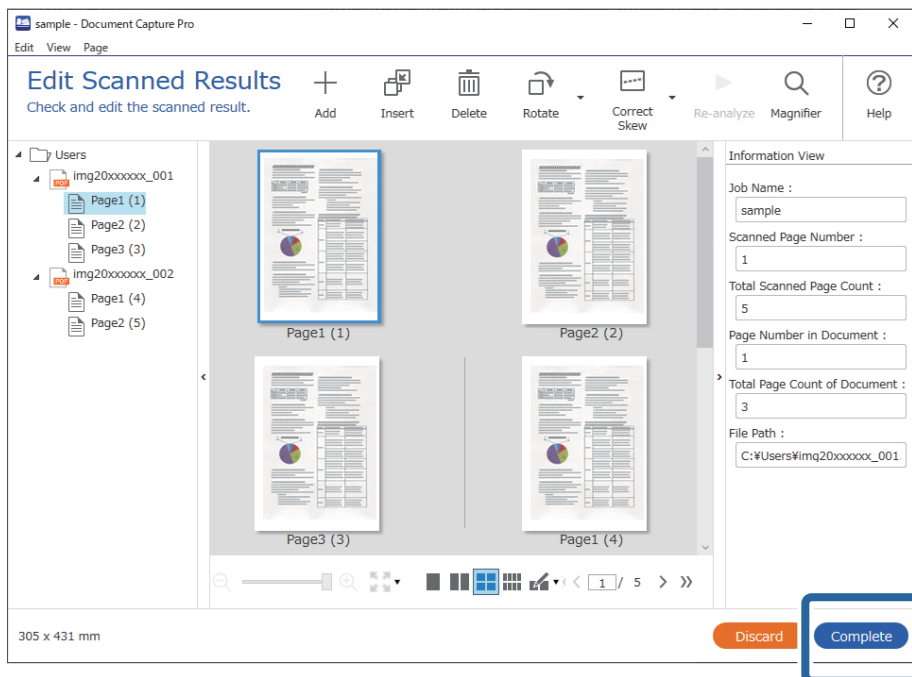 sample - Document Capture Pro
Edit View Page
Edit Scanned Results
Check and edit the scanned result.
Add
Insert
Delete
Rotate
Correct
Skew
Re-analyze
Magnifier
Help
Users
PDF
img20xxxxxx_001
Page1 (1)
Page2 (2)
Page3 (3)
PDF
img20xxxxxx_002
Page1 (4)
Page2 (5)
Page1 (1)
Page2 (2)
Page3 (3)
Page1 (4)
Information View
Job Name :
sample
Scanned Page Number :
1
Total Scanned Page Count :
5
Page Number in Document :
1
Total Page Count of Document :
3
File Path :
C:¥Users¥img20xxxxxx_001
1 / 5
305 x 431 mm
Discard
Complete